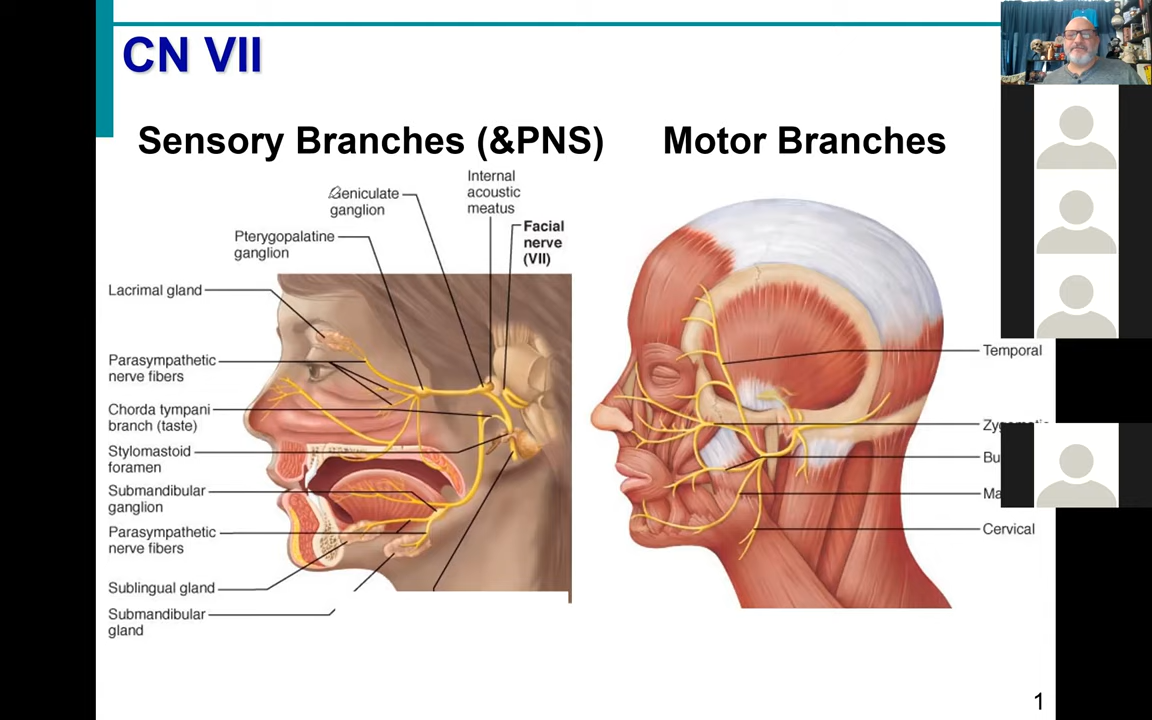 CN VII
Sensory Branches (&PNS)
Motor Branches
Internal
acoustic
meatus
Geniculate
ganglion
Facial
nerve
(VII)
Pterygopalatine
ganglion
Lacrimal gland
Parasympathetic
nerve fibers
Chorda tympani
branch (taste)
Stylomastoid
foramen
Submandibular
ganglion
Parasympathetic
nerve fibers
Sublingual gland
Submandibular
gland
Temporal
Cervical
1